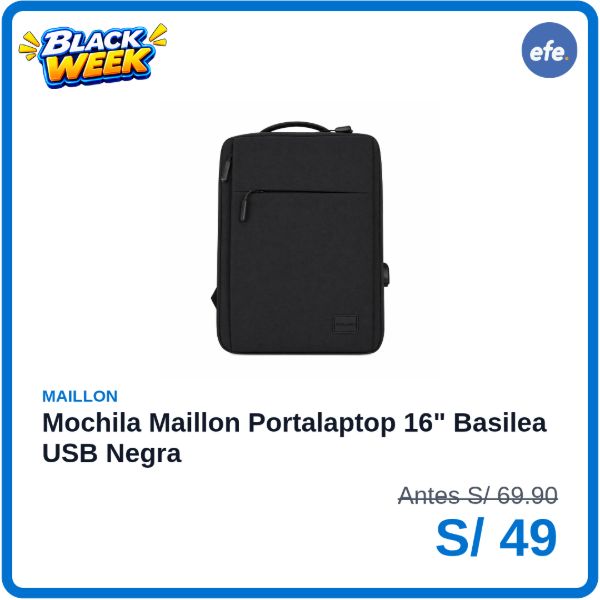 BLACK
WEEK
efe.
MAILLON
Mochila Maillon Portalaptop 16" Basilea
USB Negra
Antes S/ 69.90
S/ 49